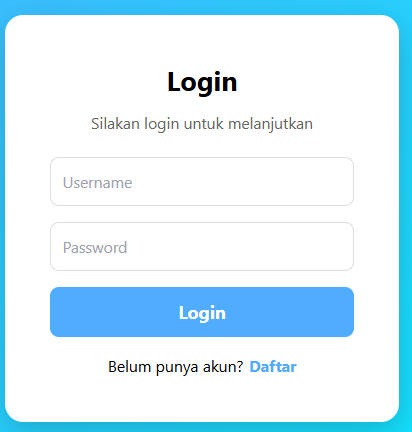 Login
Silakan login untuk melanjutkan
Username
Password
Login
Belum punya akun? Daftar